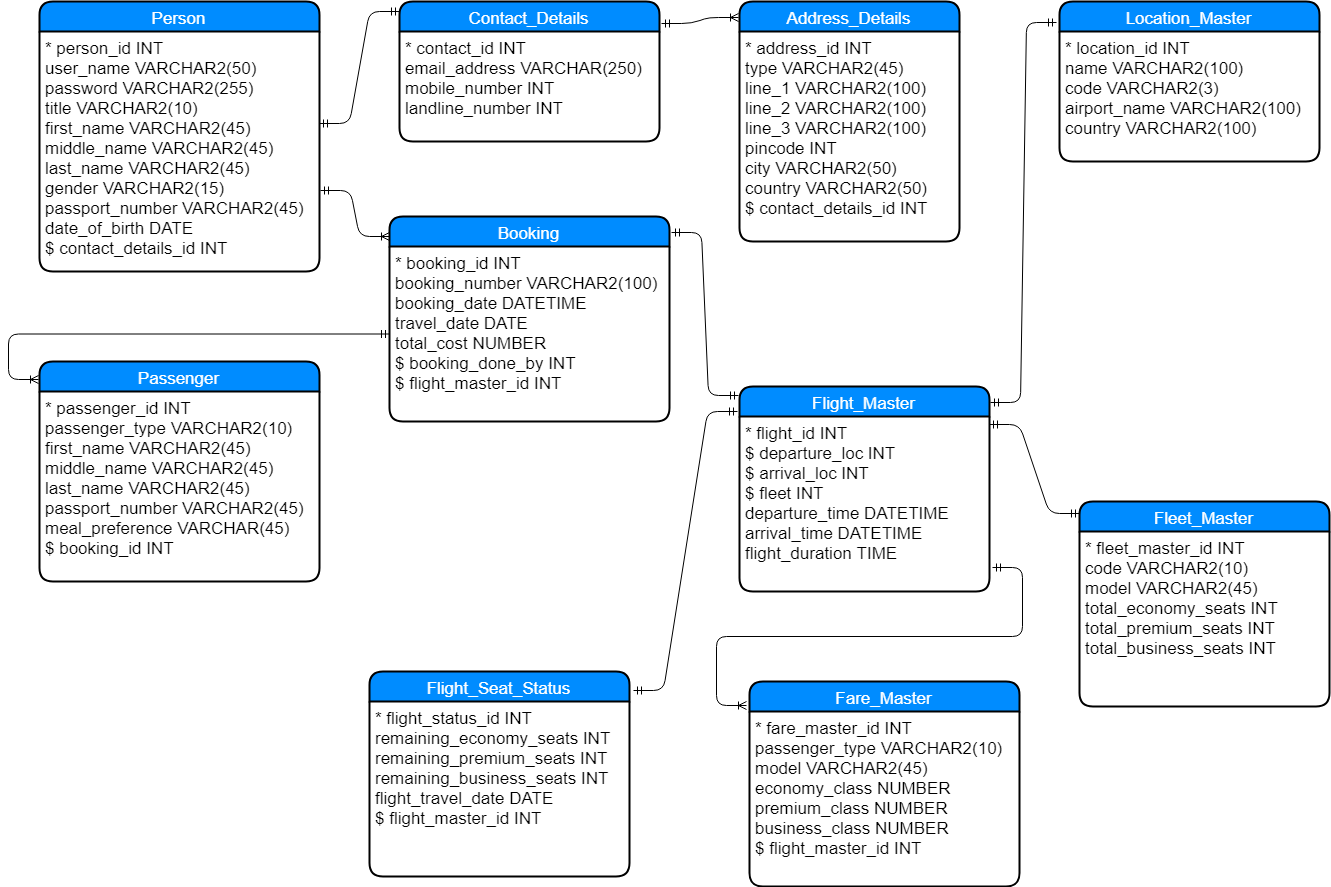 Person
* person_id INT
user_name VARCHAR2(50)
password VARCHAR2(255)
title VARCHAR2(10)
first_name VARCHAR2(45)
middle_name VARCHAR2(45)
last_name VARCHAR2(45)
gender VARCHAR2(15)
passport_number VARCHAR2(45)
date_of_birth DATE
$ contact_details_id INT
Contact_Details
* contact_id INT
email_address VARCHAR(250)
mobile_number INT
landline_number INT
Address_Details
* address_id INT
type VARCHAR2(45)
line_1 VARCHAR2(100)
line_2 VARCHAR2(100)
line_3 VARCHAR2(100)
pincode INT
city VARCHAR2(50)
country VARCHAR2(50)
$ contact_details_id INT
Location_Master
* location_id INT
name VARCHAR2(100)
code VARCHAR2(3)
airport_name VARCHAR2(100)
country VARCHAR2(100)
Booking
* booking_id INT
booking_number VARCHAR2(100)
booking_date DATETIME
travel_date DATE
total_cost NUMBER
$ booking_done_by INT
$ flight_master_id INT
Passenger
* passenger_id INT
passenger_type VARCHAR2(10)
first_name VARCHAR2(45)
middle_name VARCHAR2(45)
last_name VARCHAR2(45)
passport_number VARCHAR2(45)
meal_preference VARCHAR(45)
$ booking_id INT
Flight_Master
* flight_id INT
$ departure_loc INT
$ arrival_loc INT
$ fleet INT
departure_time DATETIME
arrival_time DATETIME
flight_duration TIME
Fleet_Master
* fleet_master_id INT
code VARCHAR2(10)
model VARCHAR2(45)
total_economy_seats INT
total_premium_seats INT
total_business_seats INT
Flight_Seat_Status
* flight_status_id INT
remaining_economy_seats INT
remaining_premium_seats INT
remaining_business_seats INT
flight_travel_date DATE
$ flight_master_id INT
Fare_Master
* fare_master_id INT
passenger_type VARCHAR2(10)
model VARCHAR2(45)
economy_class NUMBER
premium_class NUMBER
business_class NUMBER
$ flight_master_id INT